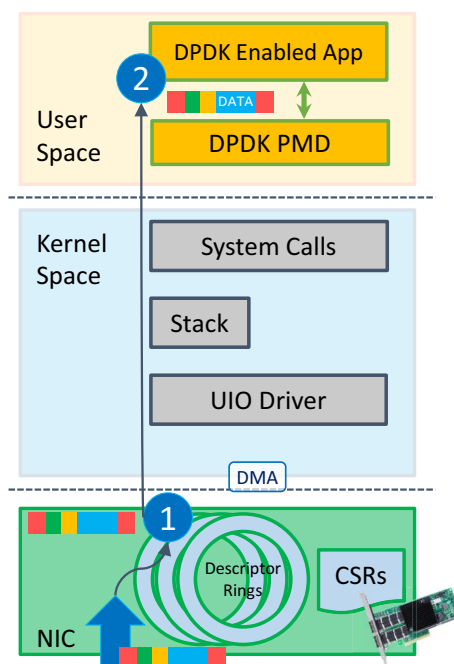 DPDK Enabled App
2
DATA
User
Space
DPDK PMD
Kernel
Space
System Calls
Stack
UIO Driver
DMA
1
Descriptor
Rings
CSRs
NIC